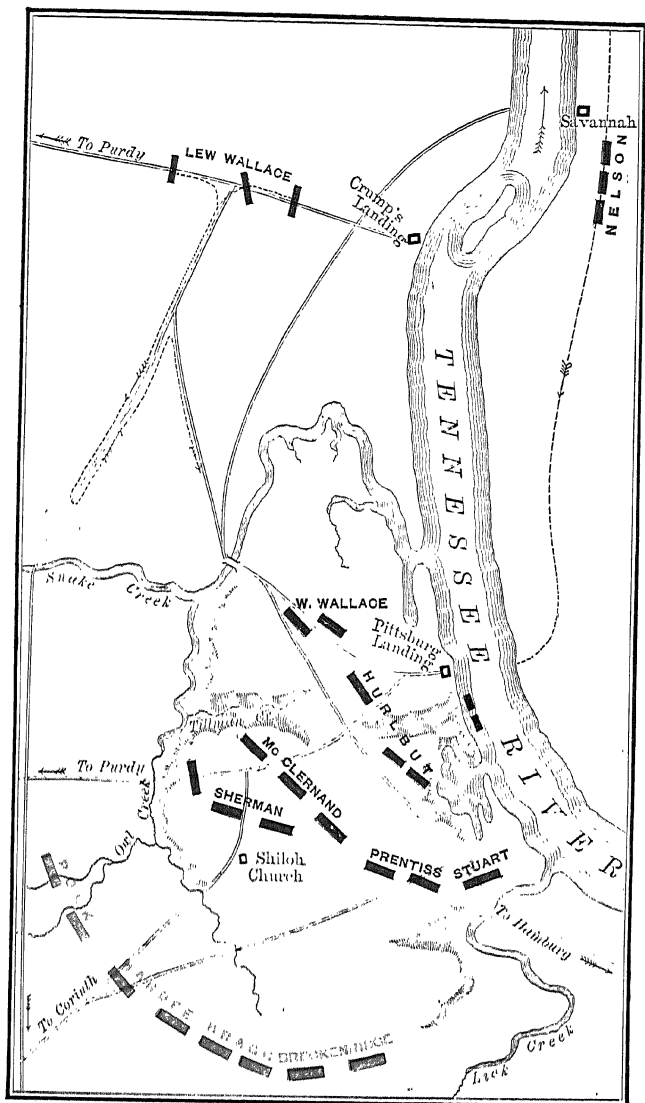 Savannah
To Purdy
LEW WALLACE
NELSON
Crump's
Landing
TENNESSEE RIVER
Snake Creek
W. WALLACE
Pittsburg
Landing
HURLBUT
McCLERNAND
To Purdy
SHERMAN
Owl Creek
Shiloh
Church
PRENTISS
STUART
POLK
To Hamburg
To Corinth
BRAGG
Lick Creek